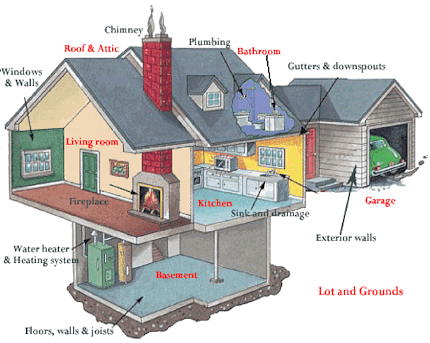 Chimney
Roof & Attic
Plumbing
Bathroom
Gutters & downspouts
Windows
& Walls
Living room
Fireplace
Kitchen
Sink and drainage
Garage
Exterior walls
Water heater
& Heating system
Basement
Lot and Grounds
Floors, walls & joists